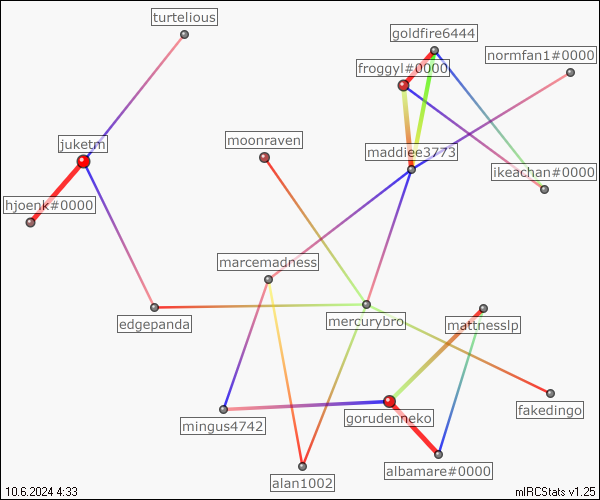 turtelious
goldfire6444
normfan1#0000
froggyl#0000
juketm
moonraven
maddiee3773
ikeachan#0000
hjoenk#0000
marcemadness
edgepanda
mercurybro
mattnesslp
mingus4742
gorudenneko
fakedingo
albamare#0000
alan1002
10.6.2024 4:33
mIRCStats v1.25